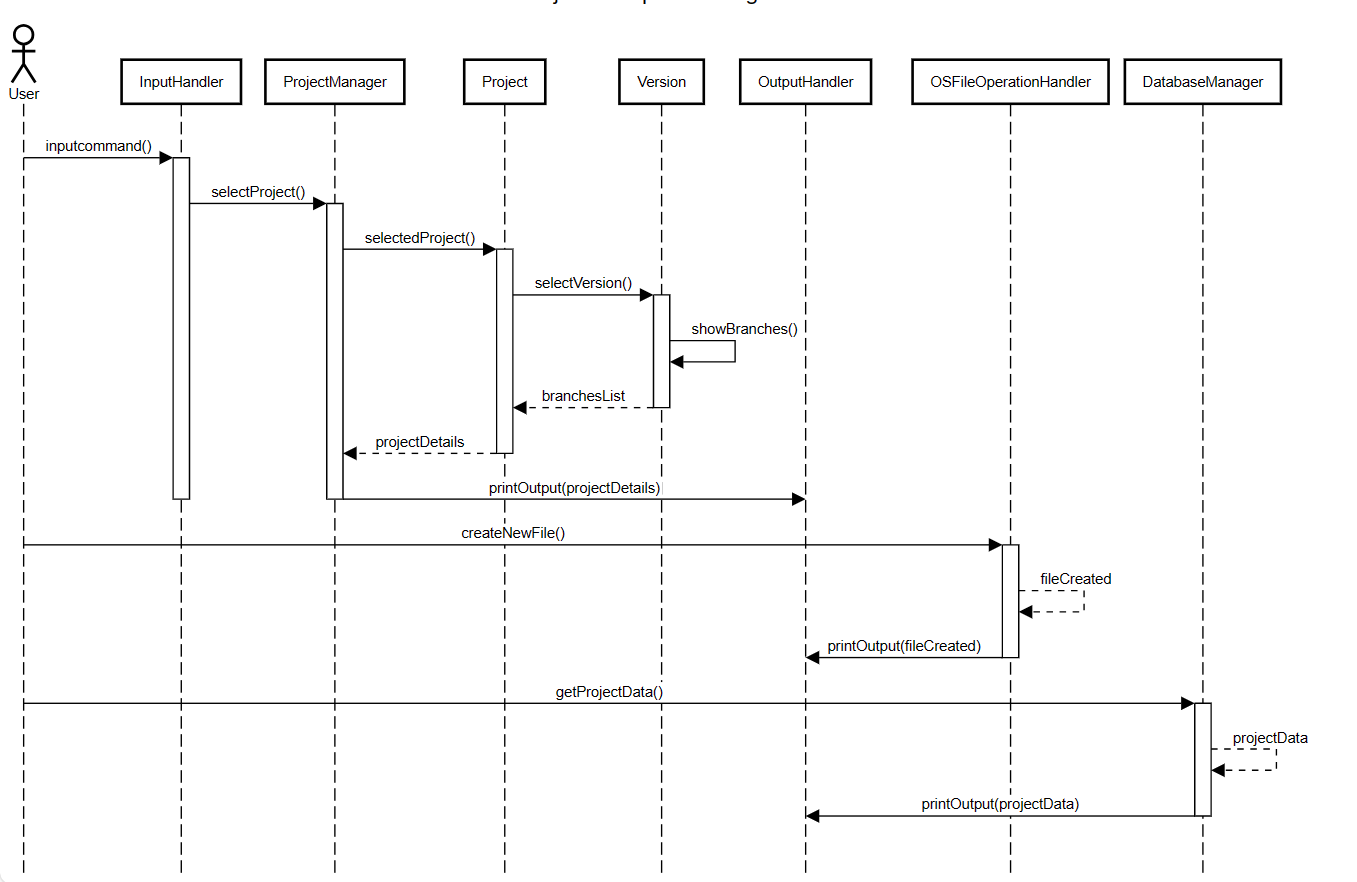 User
InputHandler
ProjectManager
Project
Version
OutputHandler
OSFileOperationHandler
DatabaseManager
inputcommand()
selectProject()
selectedProject()
selectVersion()
showBranches()
branchesList
projectDetails
printOutput(projectDetails)
createNewFile()
fileCreated
printOutput(fileCreated)
getProjectData()
projectData
printOutput(projectData)